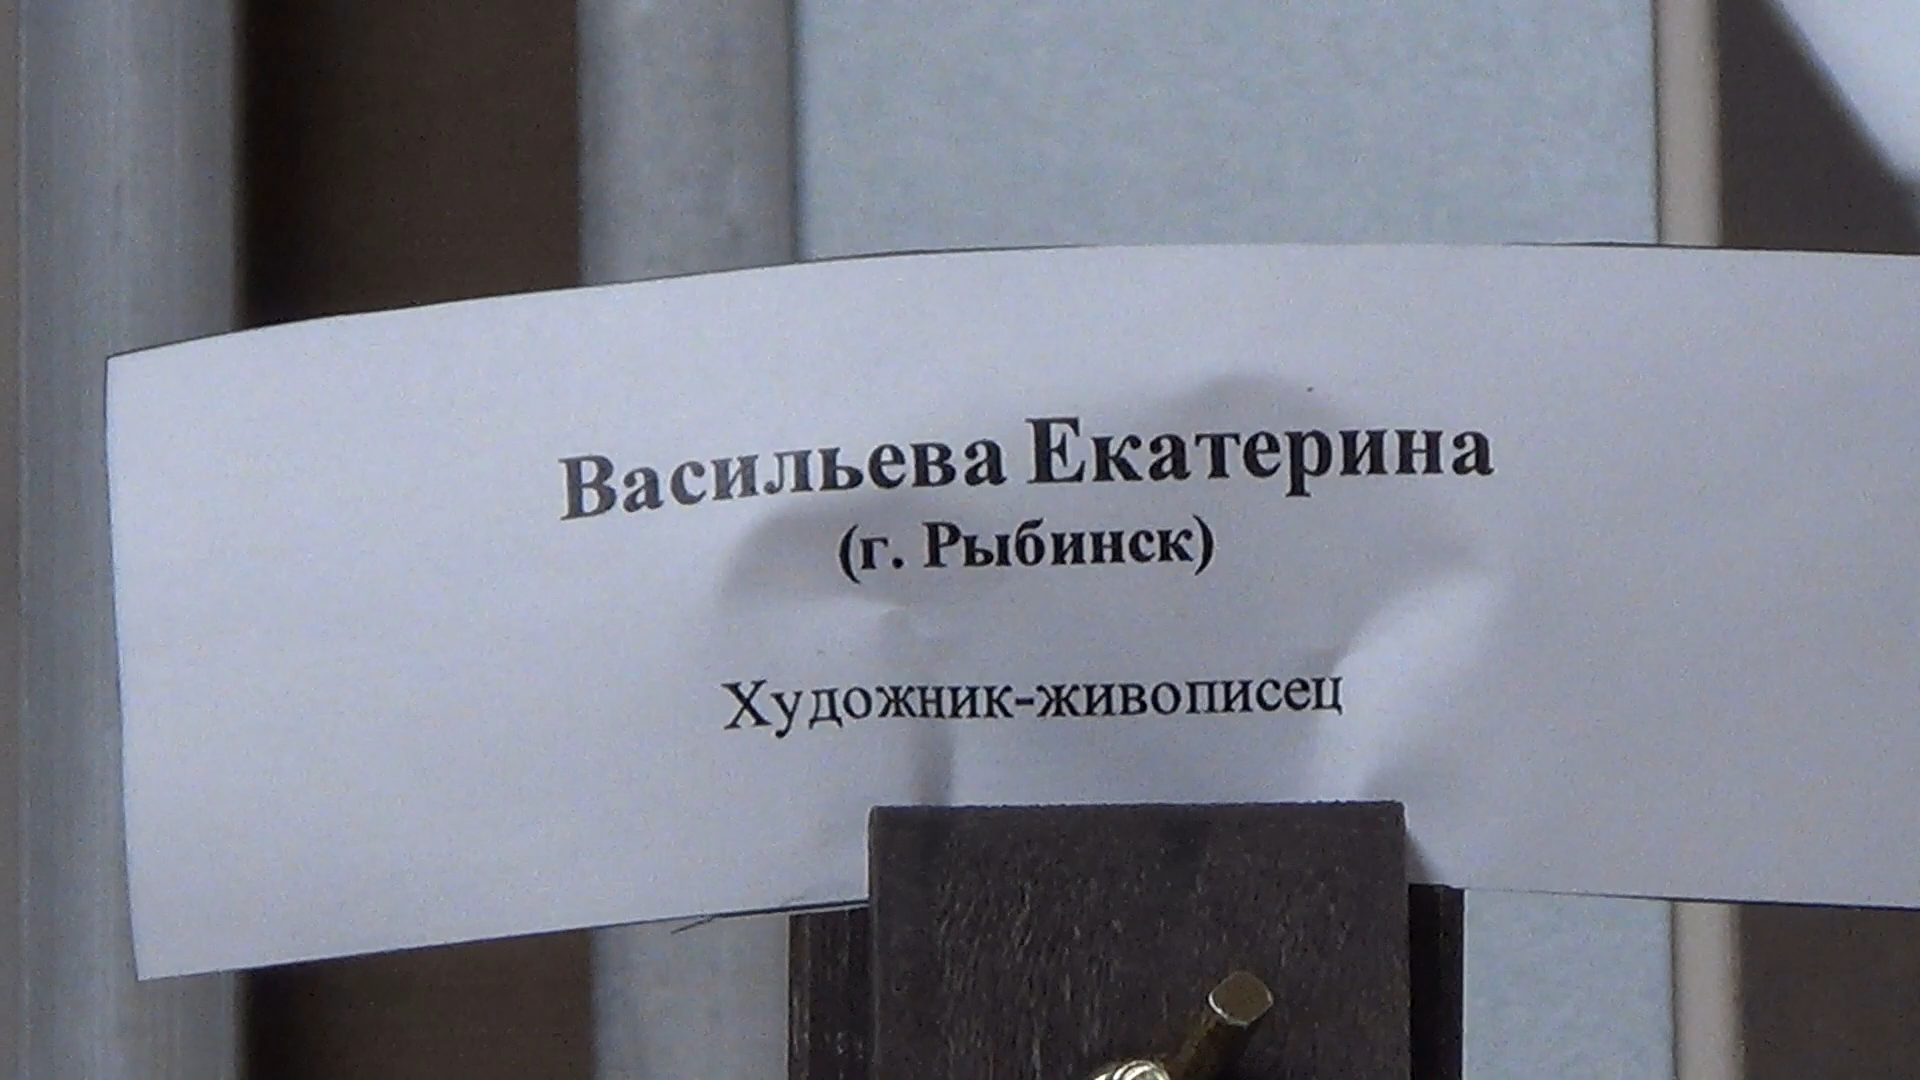 Васильева Екатерина
(г. Рыбинск)
Художник-живописец